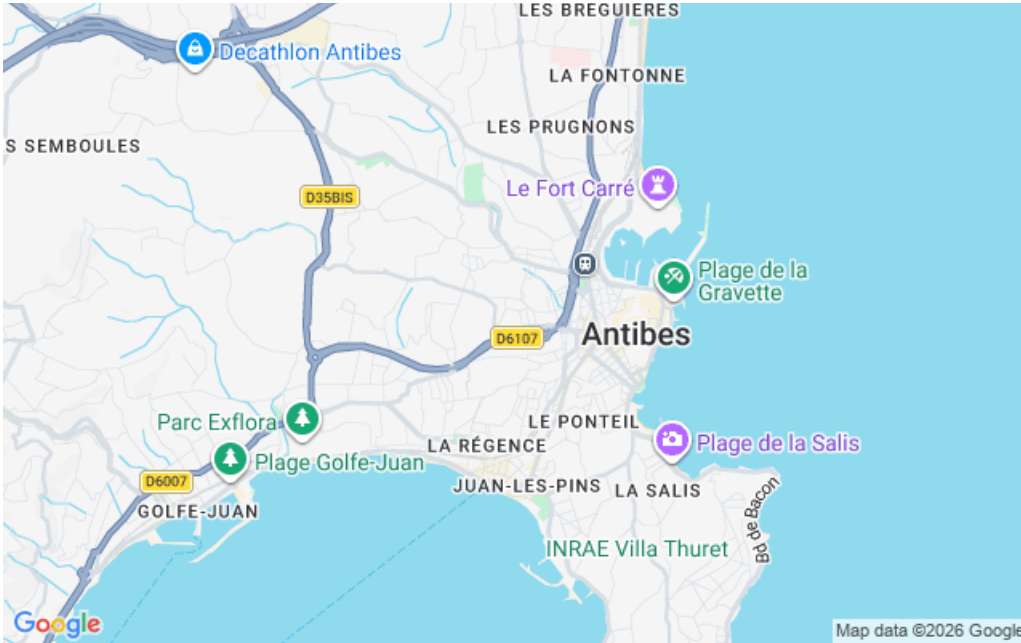 LES BREGUIERES
Decathlon Antibes
LA FONTONNE
LES PRUGNONS
S SEMBOULES
D35BIS
Le Fort Carré
Plage de la
Gravette
D6107
Antibes
Parc Exflora
LE PONTEIL
LA RÉGENCE
Plage de la Salis
Plage Golfe-Juan
D6007
JUAN-LES-PINS
LA SALIS
GOLFE-JUAN
Bd de Bacon
INRAE Villa Thuret
Google
Map data ©2026 Google